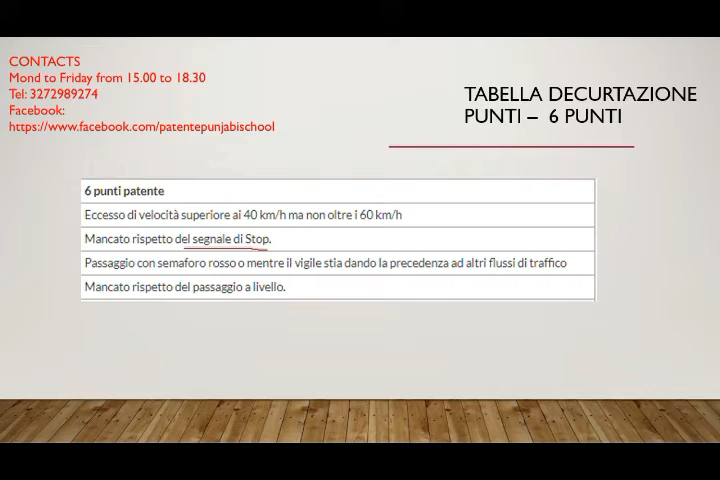 CONTACTS
Mond to Friday from 15.00 to 18.30
Tel: 3272989274
Facebook:
https://www.facebook.com/patentepunjabischool
TABELLA DECURTAZIONE
PUNTI – 6 PUNTI
6 punti patente
Eccesso di velocità superiore ai 40 km/h ma non oltre i 60 km/h
Mancato rispetto del segnale di Stop.
Passaggio con semaforo rosso o mentre il vigile stia dando la precedenza ad altri flussi di traffico
Mancato rispetto del passaggio a livello.